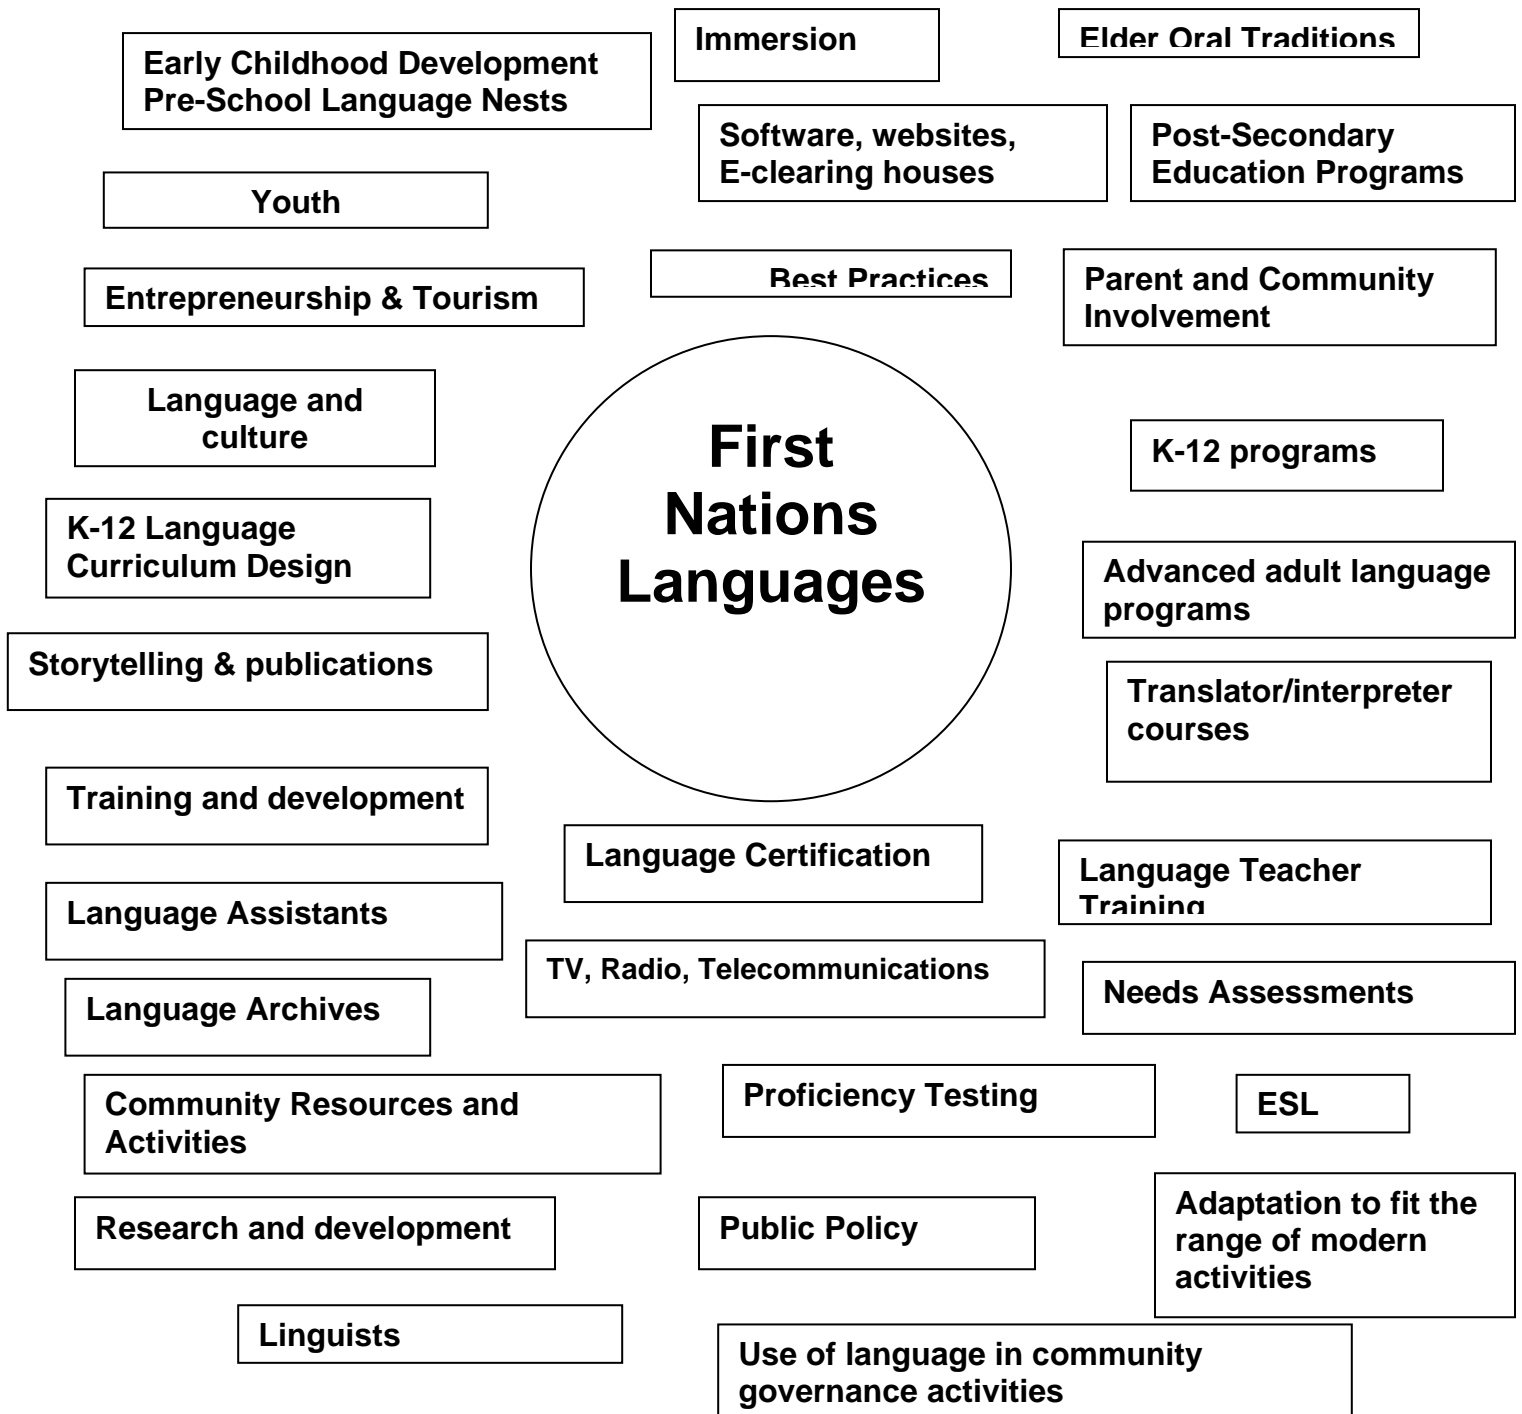 Immersion
Elder Oral Traditions
Early Childhood Development
Pre-School Language Nests
Software, websites,
E-clearing houses
Post-Secondary
Education Programs
Youth
Best Practices
Parent and Community
Involvement
Entrepreneurship & Tourism
Language and
culture
First
Nations
Languages
K-12 programs
K-12 Language
Curriculum Design
Advanced adult language
programs
Storytelling & publications
Translator/interpreter
courses
Training and development
Language Certification
Language Teacher
Training
Language Assistants
TV, Radio, Telecommunications
Needs Assessments
Language Archives
Community Resources and
Activities
Proficiency Testing
ESL
Research and development
Public Policy
Adaptation to fit the
range of modern
activities
Linguists
Use of language in community
governance activities